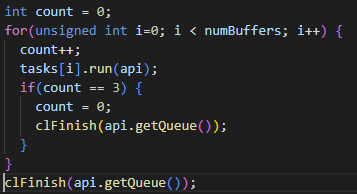 int count = 0;
for(unsigned int i=0; i < numBuffers; i++) {
  count++;
  tasks[i].run(api);
  if(count == 3) {
    count = 0;
    clFinish(api.getQueue());
  }
}
clFinish(api.getQueue());